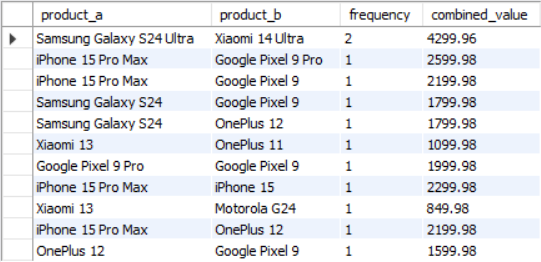 product_a product_b frequency combined_value
Samsung Galaxy S24 Ultra Xiaomi 14 Ultra 2 4299.96
iPhone 15 Pro Max Google Pixel 9 Pro 1 2599.98
iPhone 15 Pro Max Google Pixel 9 1 2199.98
Samsung Galaxy S24 Google Pixel 9 1 1799.98
Samsung Galaxy S24 OnePlus 12 1 1799.98
Xiaomi 13 OnePlus 11 1 1099.98
Google Pixel 9 Pro Google Pixel 9 1 1999.98
iPhone 15 Pro Max iPhone 15 1 2299.98
Xiaomi 13 Motorola G24 1 849.98
iPhone 15 Pro Max OnePlus 12 1 2199.98
OnePlus 12 Google Pixel 9 1 1599.98